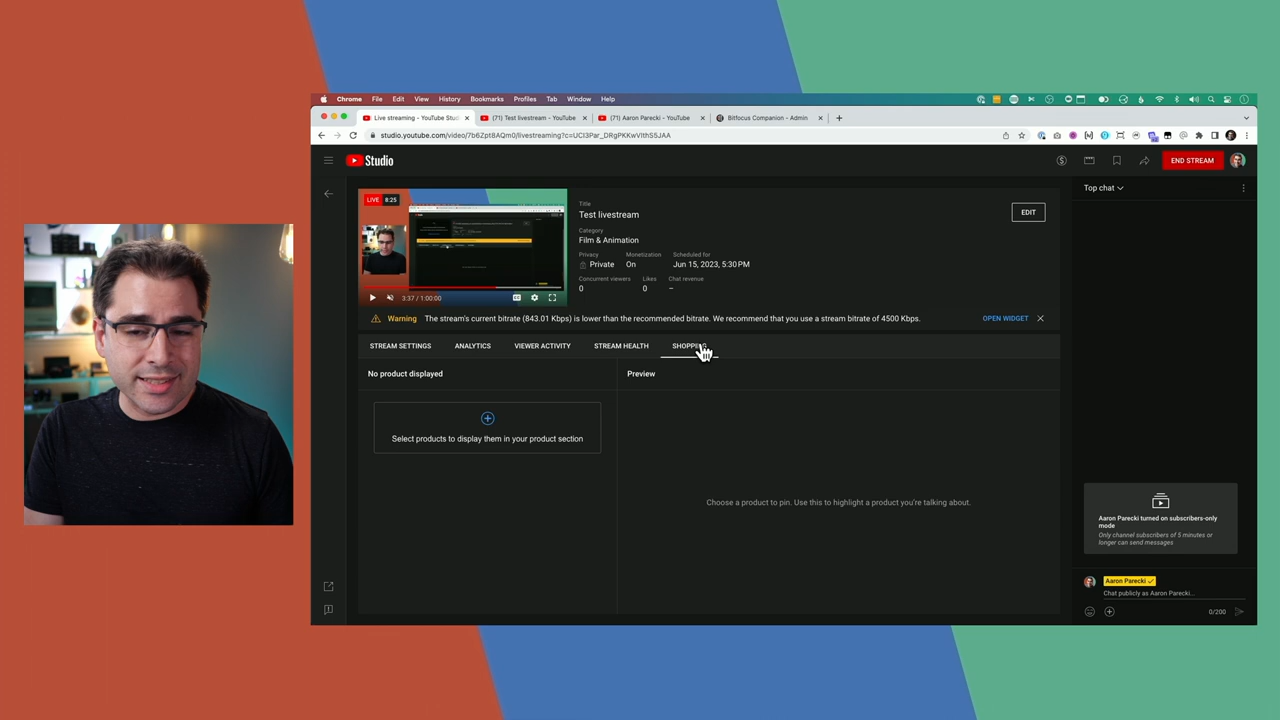 Chrome File Edit View History Bookmarks Profiles Tab Window Help
Live streaming - YouTube Stud
(71) Test livestream - YouTube
(71) Aaron Parecki - YouTube
Bitfocus Companion - Admin
studio.youtube.com/video/7b6Zpt8AQm0/livestreaming?c=UCI3Par_DRgPKKwVIthS5JAA
Studio
END STREAM
LIVE 8:25
3:37 / 1:00:00
Title
Test livestream
EDIT
Category
Film & Animation
Privacy Monetization Scheduled for
Private On Jun 15, 2023, 5:30 PM
Concurrent viewers Likes Chat revenue
0 0 –
Warning The stream's current bitrate (843.01 Kbps) is lower than the recommended bitrate. We recommend that you use a stream bitrate of 4500 Kbps. OPEN WIDGET
STREAM SETTINGS ANALYTICS VIEWER ACTIVITY STREAM HEALTH SHOPPING
No product displayed
Select products to display them in your product section
Preview
Choose a product to pin. Use this to highlight a product you're talking about.
Top chat
Aaron Parecki turned on subscribers-only
mode
Only channel subscribers of 5 minutes or
longer can send messages
Aaron Parecki
Chat publicly as Aaron Parecki...
0/200